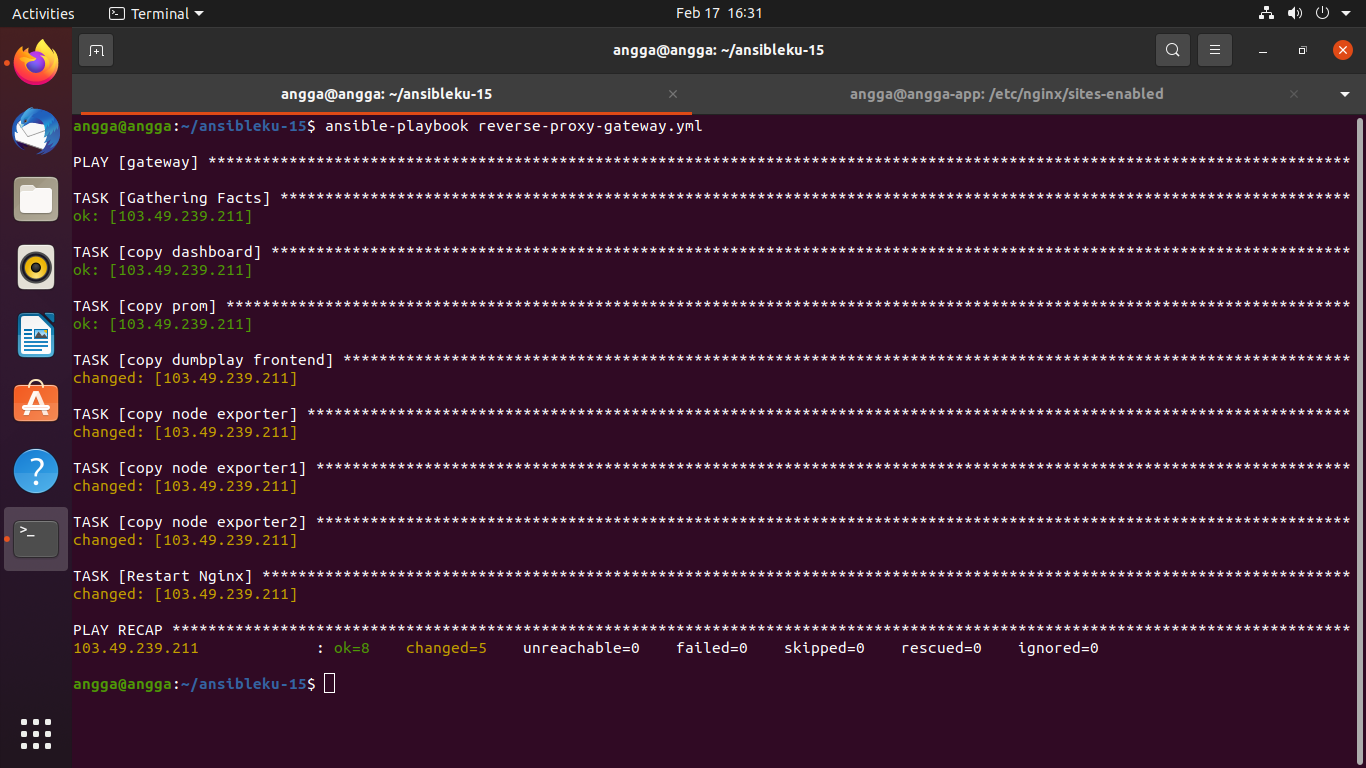 Activities
Terminal
Feb 17 16:31
angga@angga: ~/ansibleku-15
angga@angga: ~/ansibleku-15
angga@angga-app: /etc/nginx/sites-enabled
angga@angga:~/ansibleku-15$ ansible-playbook reverse-proxy-gateway.yml
PLAY [gateway] ******************************************************************************************************************************
TASK [Gathering Facts] **********************************************************************************************************************
ok: [103.49.239.211]
TASK [copy dashboard] ***********************************************************************************************************************
ok: [103.49.239.211]
TASK [copy prom] ****************************************************************************************************************************
ok: [103.49.239.211]
TASK [copy dumbplay frontend] ***************************************************************************************************************
changed: [103.49.239.211]
TASK [copy node exporter] *******************************************************************************************************************
changed: [103.49.239.211]
TASK [copy node exporter1] ******************************************************************************************************************
changed: [103.49.239.211]
TASK [copy node exporter2] ******************************************************************************************************************
changed: [103.49.239.211]
TASK [Restart Nginx] ************************************************************************************************************************
changed: [103.49.239.211]
PLAY RECAP **********************************************************************************************************************************
103.49.239.211             : ok=8    changed=5    unreachable=0    failed=0    skipped=0    rescued=0    ignored=0
angga@angga:~/ansibleku-15$